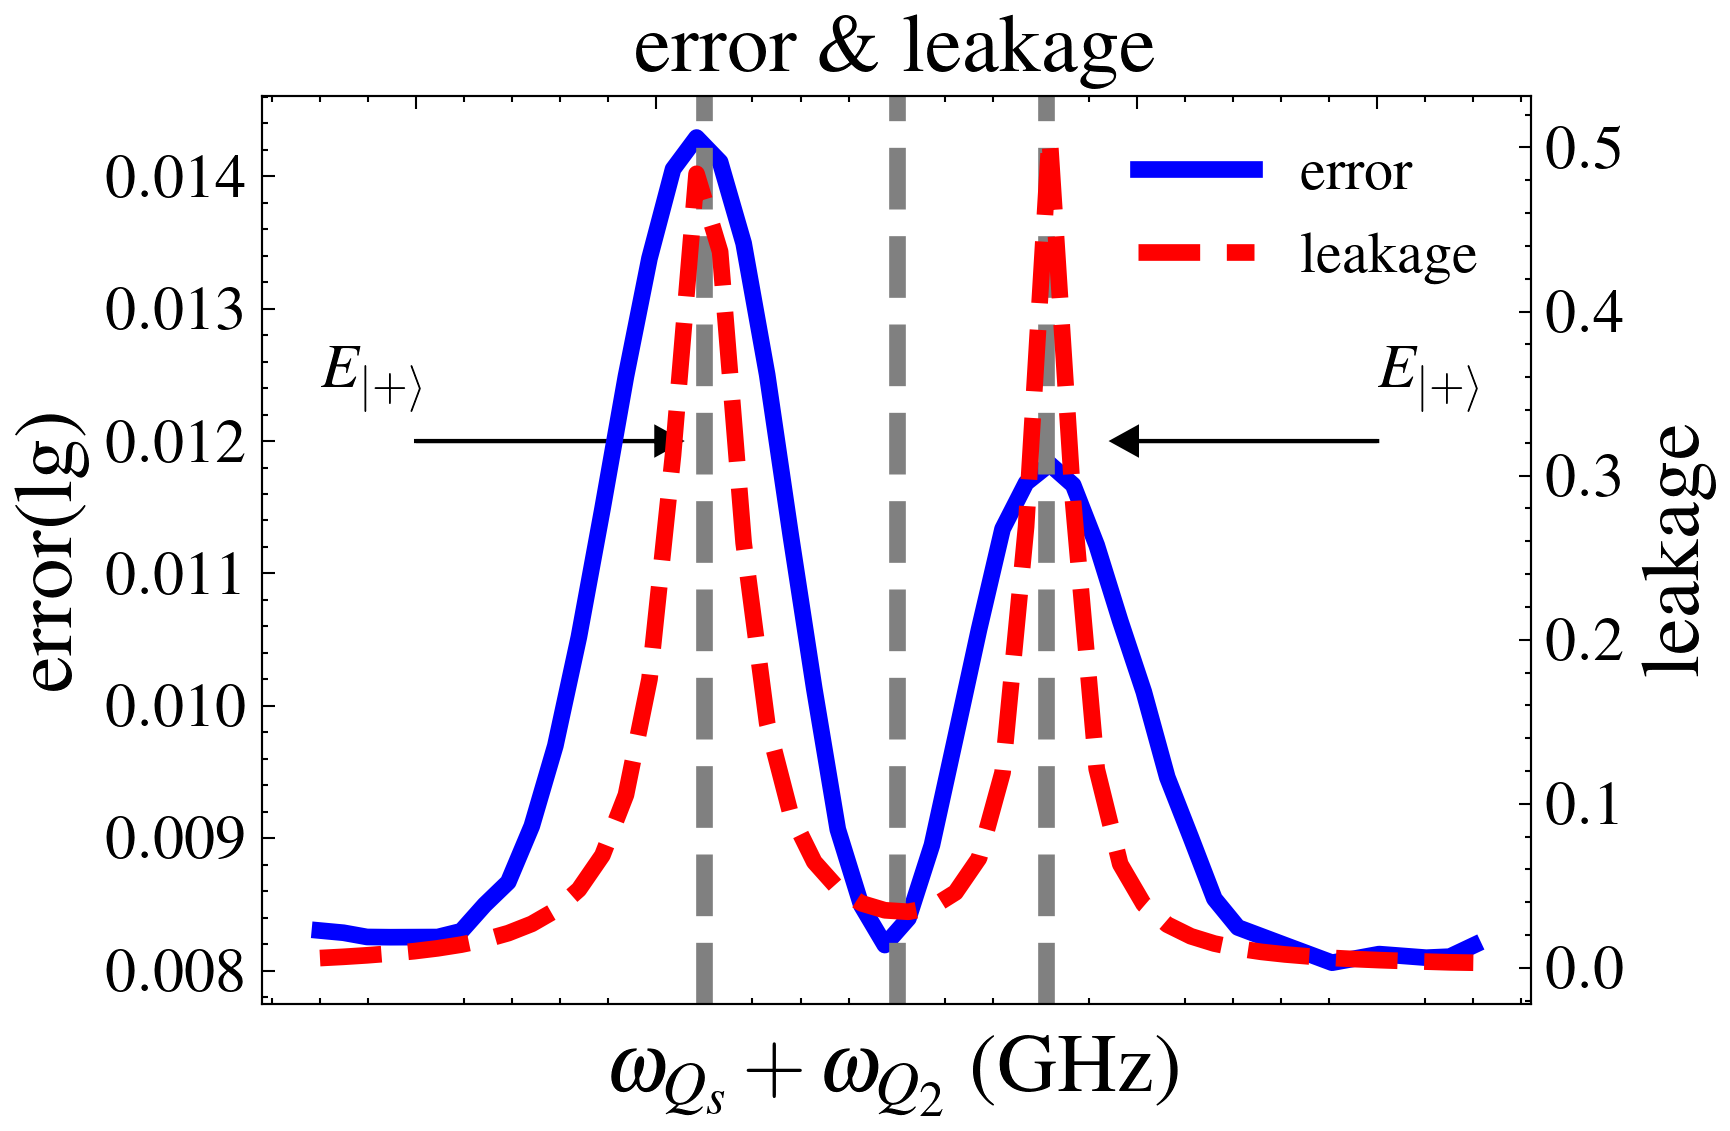 error & leakage
0.014
0.013
0.012
0.011
0.010
0.009
0.008
error(lg)
0.5
0.4
0.3
0.2
0.1
0.0
leakage
error
leakage
E|+⟩
E|+⟩
ωQs + ωQ2 (GHz)